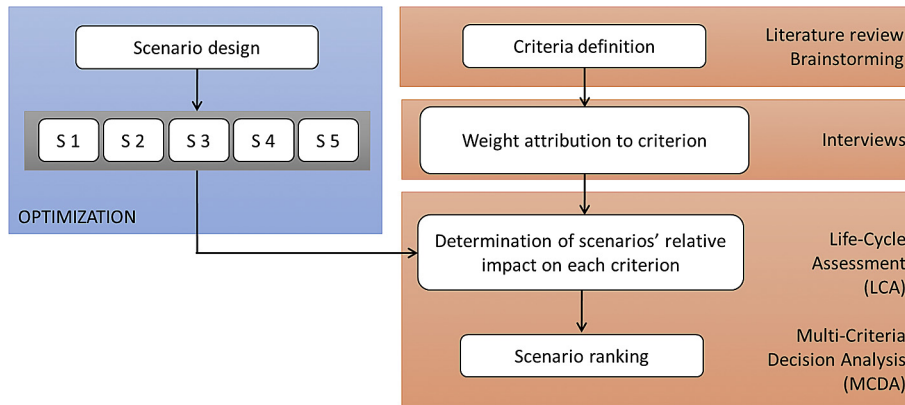 Scenario design
S 1
S 2
S 3
S 4
S 5
OPTIMIZATION
Criteria definition
Literature review
Brainstorming
Weight attribution to criterion
Interviews
Determination of scenarios' relative
impact on each criterion
Life-Cycle
Assessment
(LCA)
Scenario ranking
Multi-Criteria
Decision Analysis
(MCDA)